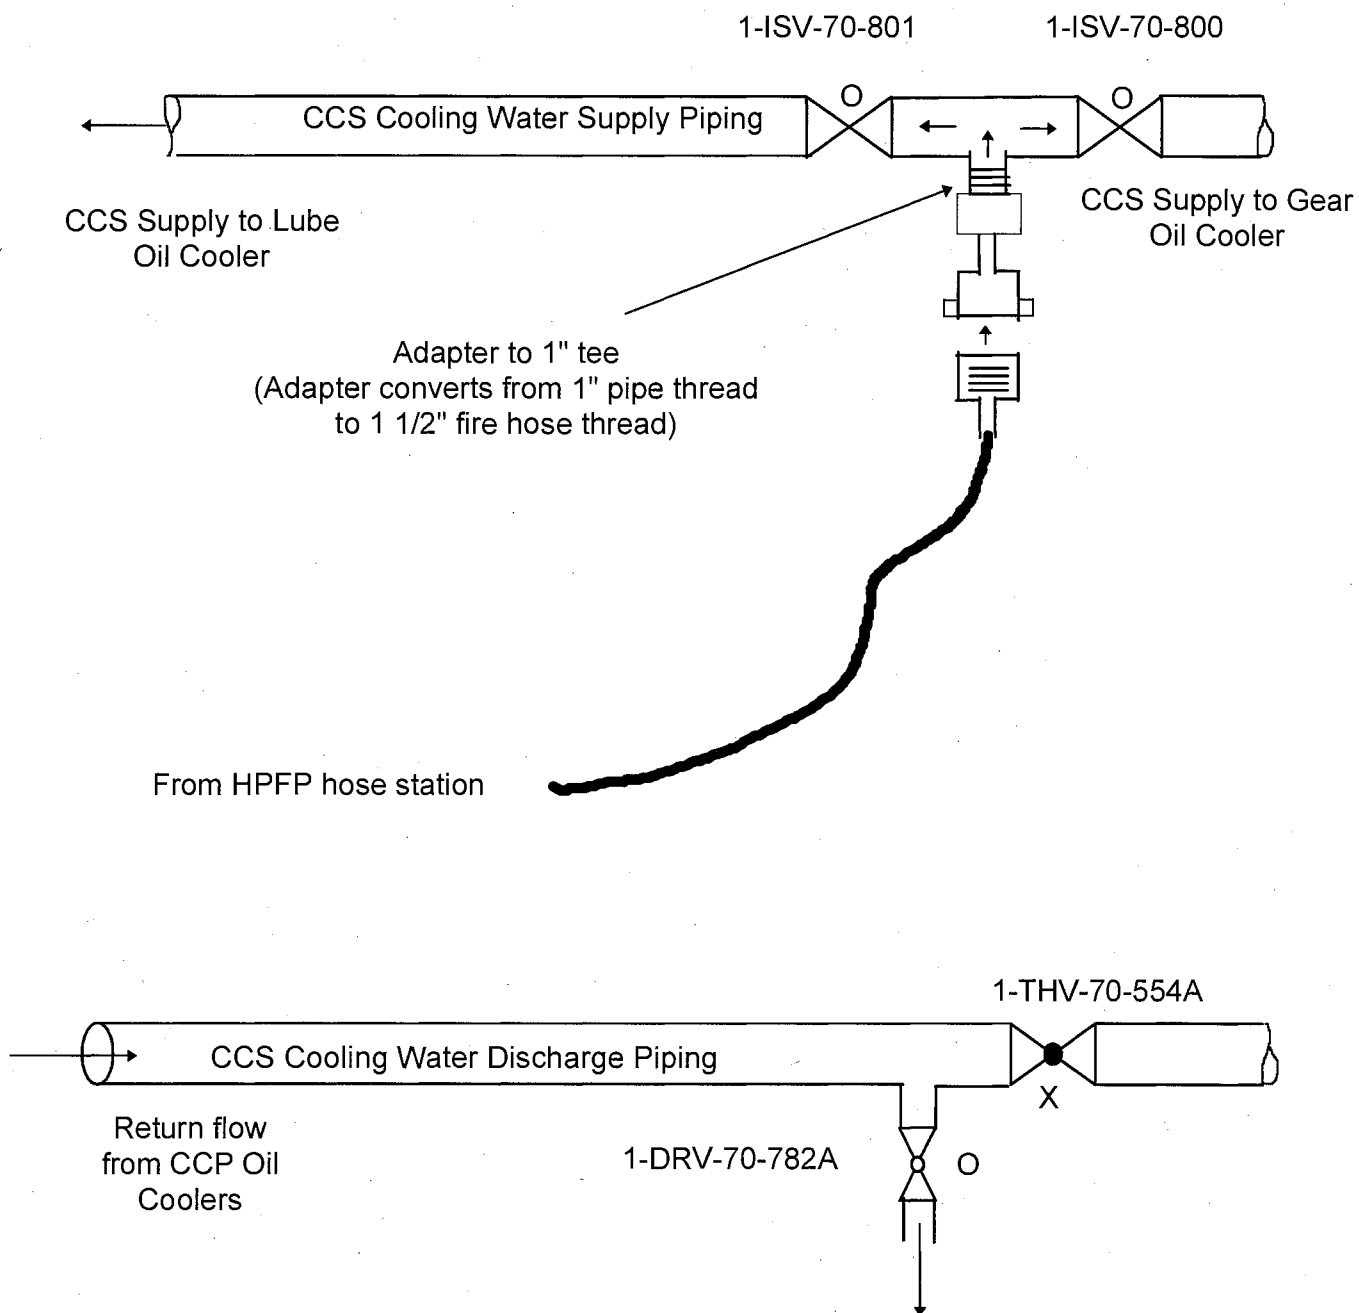 1-ISV-70-801
1-ISV-70-800
O
O
CCS Cooling Water Supply Piping
CCS Supply to Lube
Oil Cooler
CCS Supply to Gear
Oil Cooler
Adapter to 1" tee
(Adapter converts from 1" pipe thread
to 1 1/2" fire hose thread)
From HPFP hose station
1-THV-70-554A
CCS Cooling Water Discharge Piping
X
Return flow
from CCP Oil
Coolers
1-DRV-70-782A
O